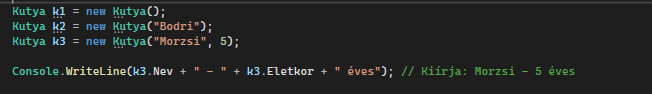 Kutya k1 = new Kutya();
Kutya k2 = new Kutya("Bodri");
Kutya k3 = new Kutya("Morzsi", 5);
Console.WriteLine(k3.Nev + " - " + k3.Eletkor + " éves"); // Kiírja: Morzsi - 5 éves